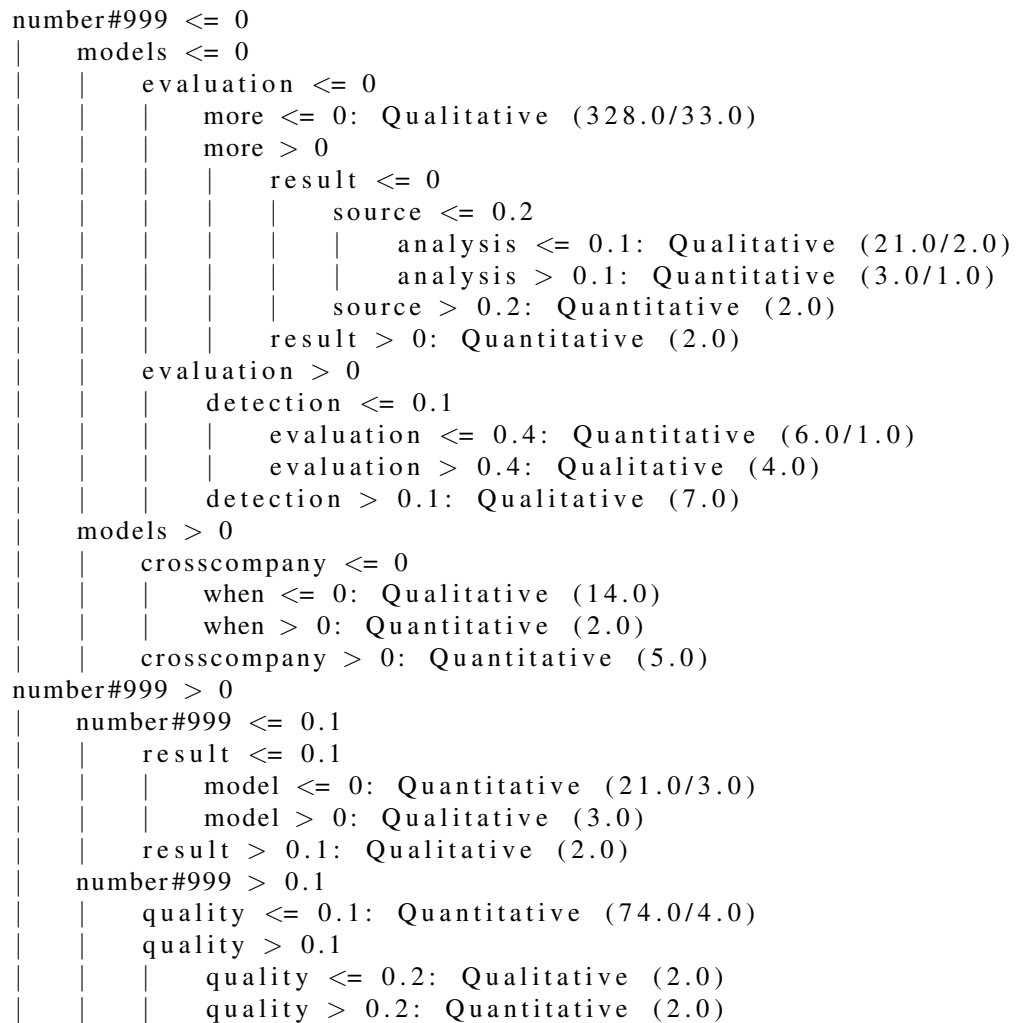 number#999 <= 0
|   models <= 0
|   |   evaluation <= 0
|   |   |   more <= 0: Qualitative (328.0/33.0)
|   |   |   more > 0
|   |   |   |   result <= 0
|   |   |   |   |   source <= 0.2
|   |   |   |   |   |   analysis <= 0.1: Qualitative (21.0/2.0)
|   |   |   |   |   |   analysis > 0.1: Quantitative (3.0/1.0)
|   |   |   |   |   source > 0.2: Quantitative (2.0)
|   |   |   |   result > 0: Quantitative (2.0)
|   |   evaluation > 0
|   |   |   detection <= 0.1
|   |   |   |   evaluation <= 0.4: Quantitative (6.0/1.0)
|   |   |   |   evaluation > 0.4: Qualitative (4.0)
|   |   |   detection > 0.1: Qualitative (7.0)
|   models > 0
|   |   crosscompany <= 0
|   |   |   when <= 0: Qualitative (14.0)
|   |   |   when > 0: Quantitative (2.0)
|   |   crosscompany > 0: Quantitative (5.0)
number#999 > 0
|   number#999 <= 0.1
|   |   result <= 0.1
|   |   |   model <= 0: Quantitative (21.0/3.0)
|   |   |   model > 0: Qualitative (3.0)
|   |   result > 0.1: Qualitative (2.0)
|   number#999 > 0.1
|   |   quality <= 0.1: Quantitative (74.0/4.0)
|   |   quality > 0.1
|   |   |   quality <= 0.2: Qualitative (2.0)
|   |   |   quality > 0.2: Quantitative (2.0)